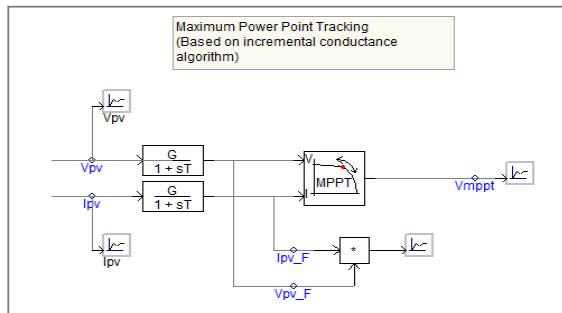 Maximum Power Point Tracking
(Based on incremental conductance
algorithm)
Vpv
Vpv
G
1 + sT
V
MPPT
I
Vmppt
Ipv
G
1 + sT
Ipv
Ipv_F
*
Vpv_F